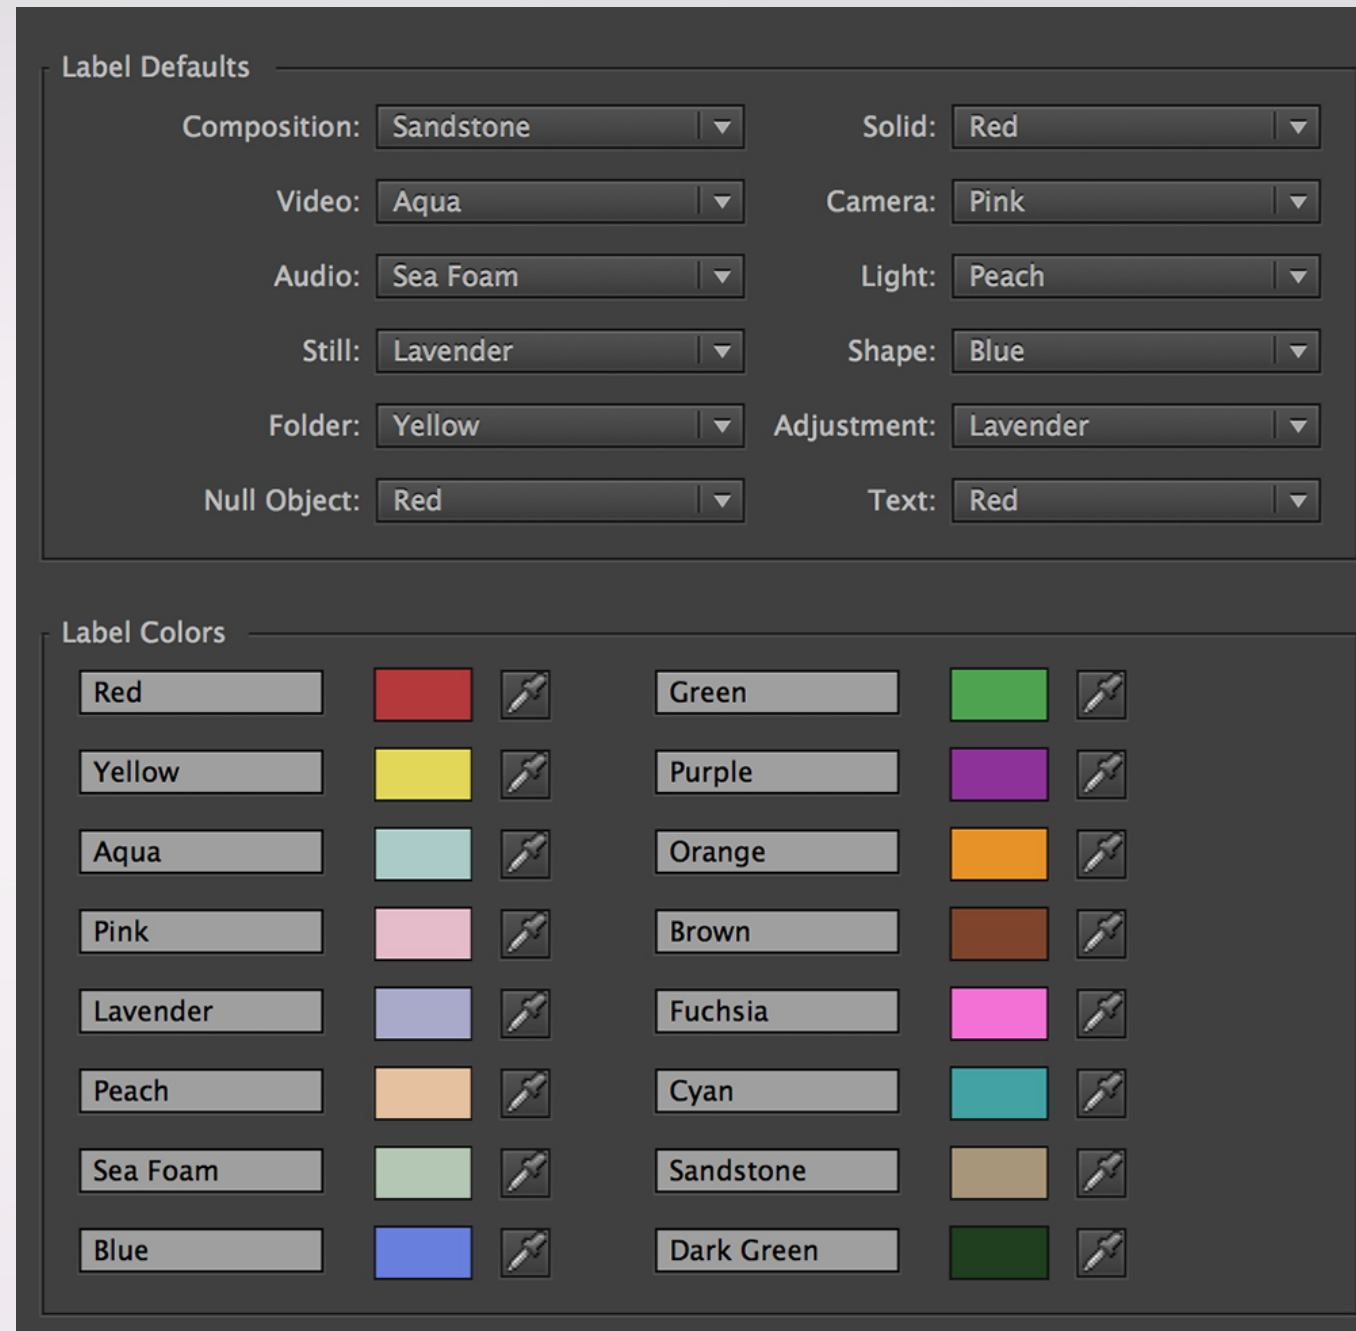 Label Defaults
Composition: Sandstone Solid: Red
Video: Aqua Camera: Pink
Audio: Sea Foam Light: Peach
Still: Lavender Shape: Blue
Folder: Yellow Adjustment: Lavender
Null Object: Red Text: Red
Label Colors
Red Green
Yellow Purple
Aqua Orange
Pink Brown
Lavender Fuchsia
Peach Cyan
Sea Foam Sandstone
Blue Dark Green